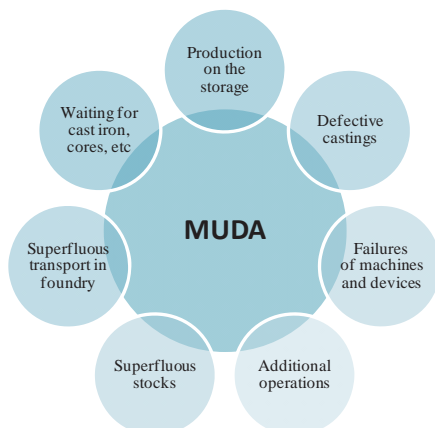 Production
on the
storage
Waiting for
cast iron,
cores, etc
Defective
castings
MUDA
Superfluous
transport in
foundry
Failures
of machines
and devices
Superfluous
stocks
Additional
operations